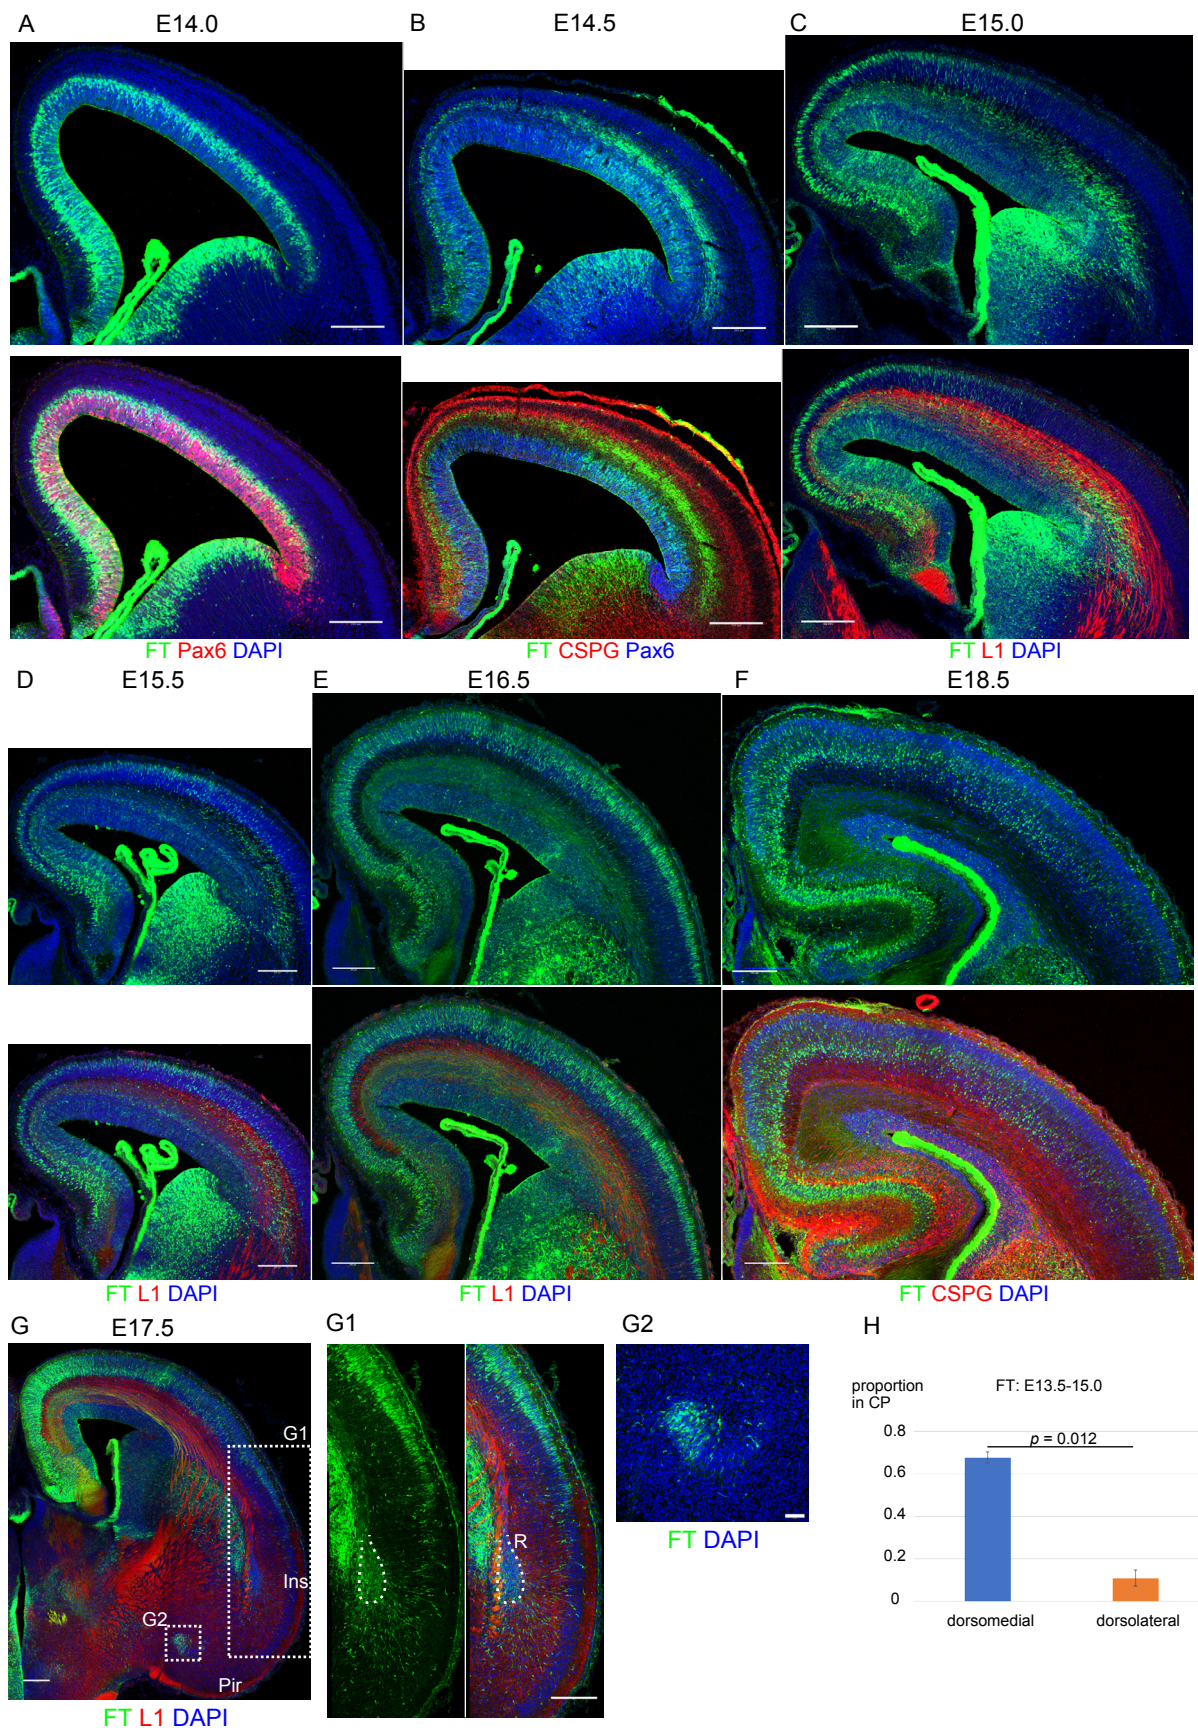 A E14.0
B E14.5
C E15.0
FT Pax6 DAPI
FT CSPG Pax6
FT L1 DAPI
D E15.5
E E16.5
F E18.5
FT L1 DAPI
FT L1 DAPI
FT CSPG DAPI
G E17.5
G1
G2
H
G1
Ins
G2
Pir
FT L1 DAPI
R
FT DAPI
proportion
in CP
FT: E13.5-15.0
p = 0.012
0.8
0.6
0.4
0.2
0
dorsomedial
dorsolateral